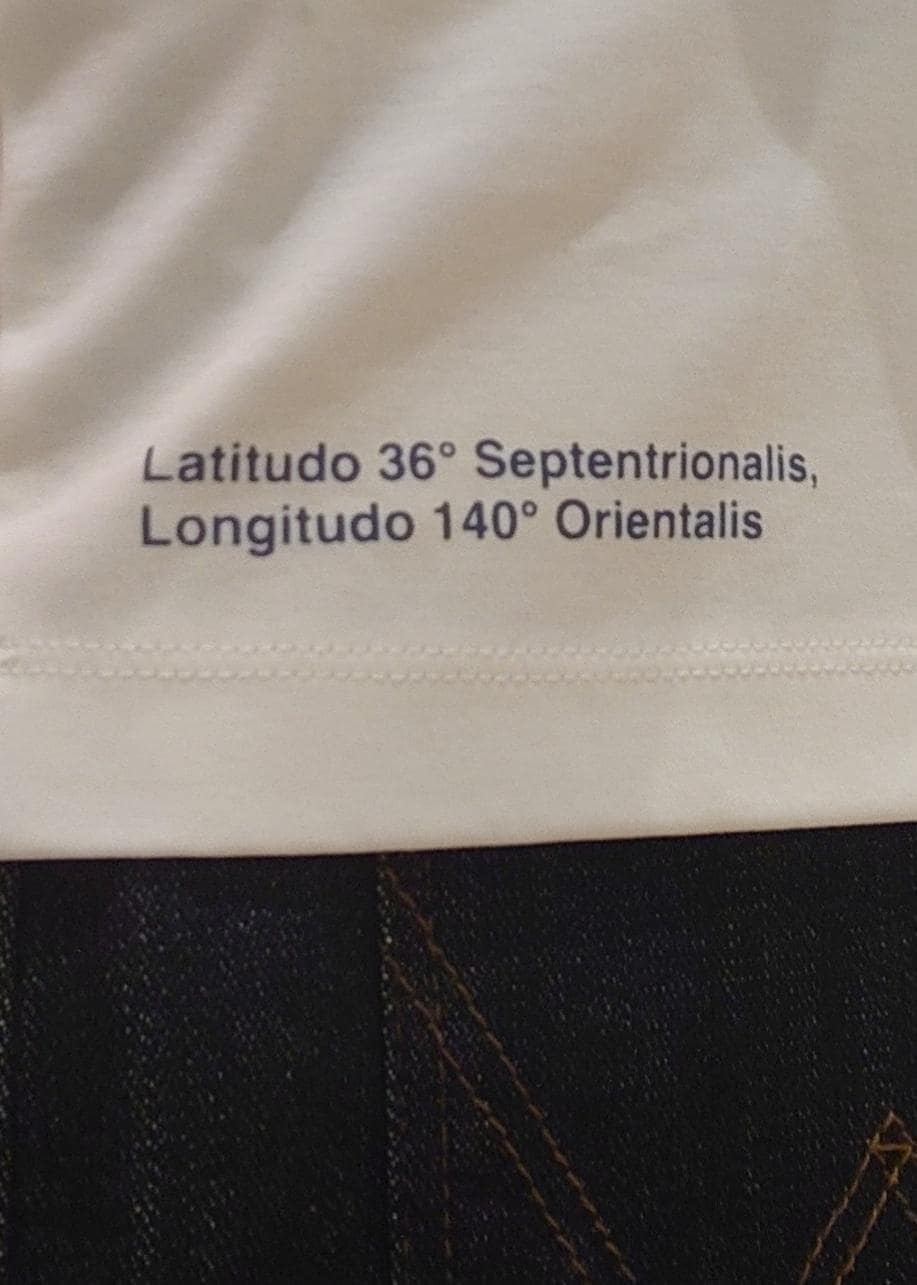 Latitudo 36° Septentrionalis,
Longitudo 140° Orientalis